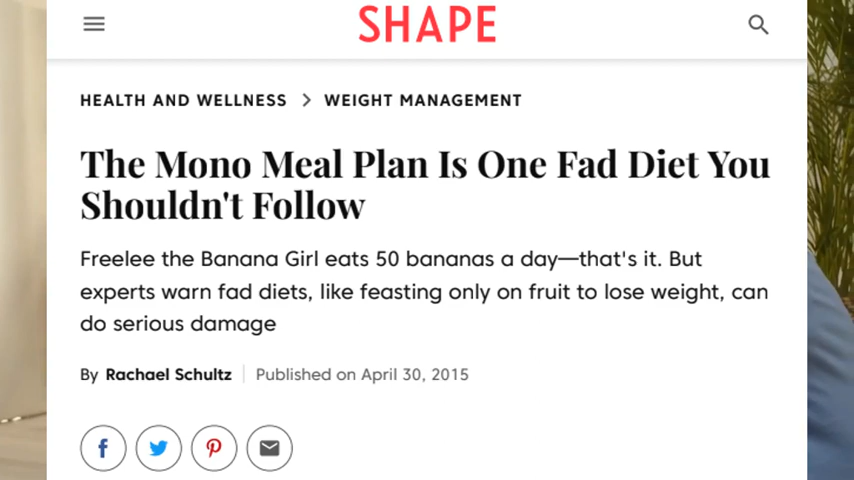 SHAPE
HEALTH AND WELLNESS > WEIGHT MANAGEMENT
The Mono Meal Plan Is One Fad Diet You
Shouldn't Follow
Freelee the Banana Girl eats 50 bananas a day—that's it. But
experts warn fad diets, like feasting only on fruit to lose weight, can
do serious damage
By Rachael Schultz | Published on April 30, 2015